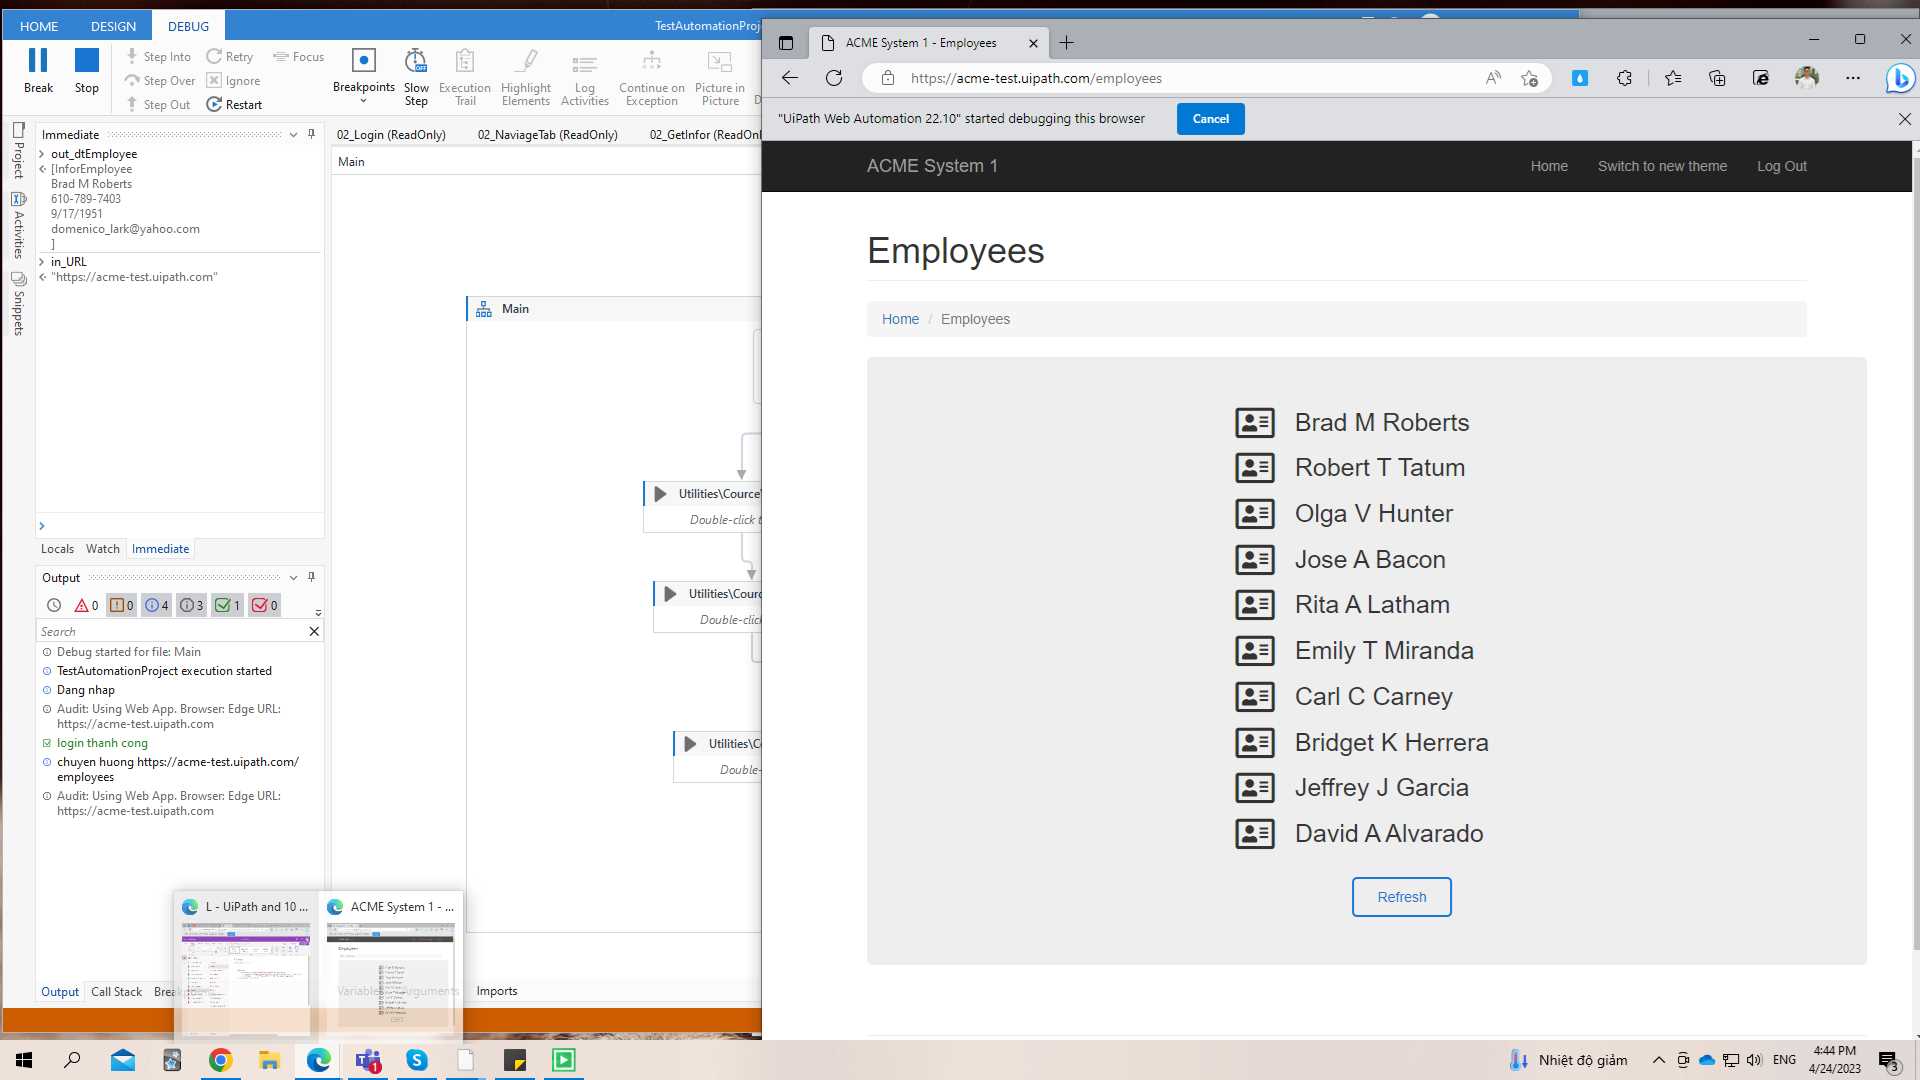 HOME DESIGN DEBUG
TestAutomationProj
Break
Stop
Step Into
Step Over
Step Out
Retry
Ignore
Restart
Focus
Breakpoints
Slow Step
Execution Trail
Highlight Elements
Log Activities
Continue on Exception
Picture in Picture
Project
Activities
Snippets
Immediate
out_dtEmployee
[InforEmployee
Brad M Roberts
610-789-7403
9/17/1951
domenico_lark@yahoo.com
]
in_URL
"https://acme-test.uipath.com"
Locals Watch Immediate
Output
0 0 4 3 1 0
Search
Debug started for file: Main
TestAutomationProject execution started
Dang nhap
Audit: Using Web App. Browser: Edge URL:
https://acme-test.uipath.com
login thanh cong
chuyen huong https://acme-test.uipath.com/
employees
Audit: Using Web App. Browser: Edge URL:
https://acme-test.uipath.com
Output Call Stack Brea
02_Login (ReadOnly) 02_NaviageTab (ReadOnly) 02_GetInfor (ReadOnl
Main
Main
Utilities\Cource\
Double-click t
Utilities\Courc
Double-clic
Utilities\Co
Double-
Variables Arguments Imports
L - UiPath and 10 ...
ACME System 1 - ...
ACME System 1 - Employees
https://acme-test.uipath.com/employees
"UiPath Web Automation 22.10" started debugging this browser
Cancel
ACME System 1
Home Switch to new theme Log Out
Employees
Home / Employees
Brad M Roberts
Robert T Tatum
Olga V Hunter
Jose A Bacon
Rita A Latham
Emily T Miranda
Carl C Carney
Bridget K Herrera
Jeffrey J Garcia
David A Alvarado
Refresh
1
Nhiệt độ giảm
ENG
4:44 PM
4/24/2023
3